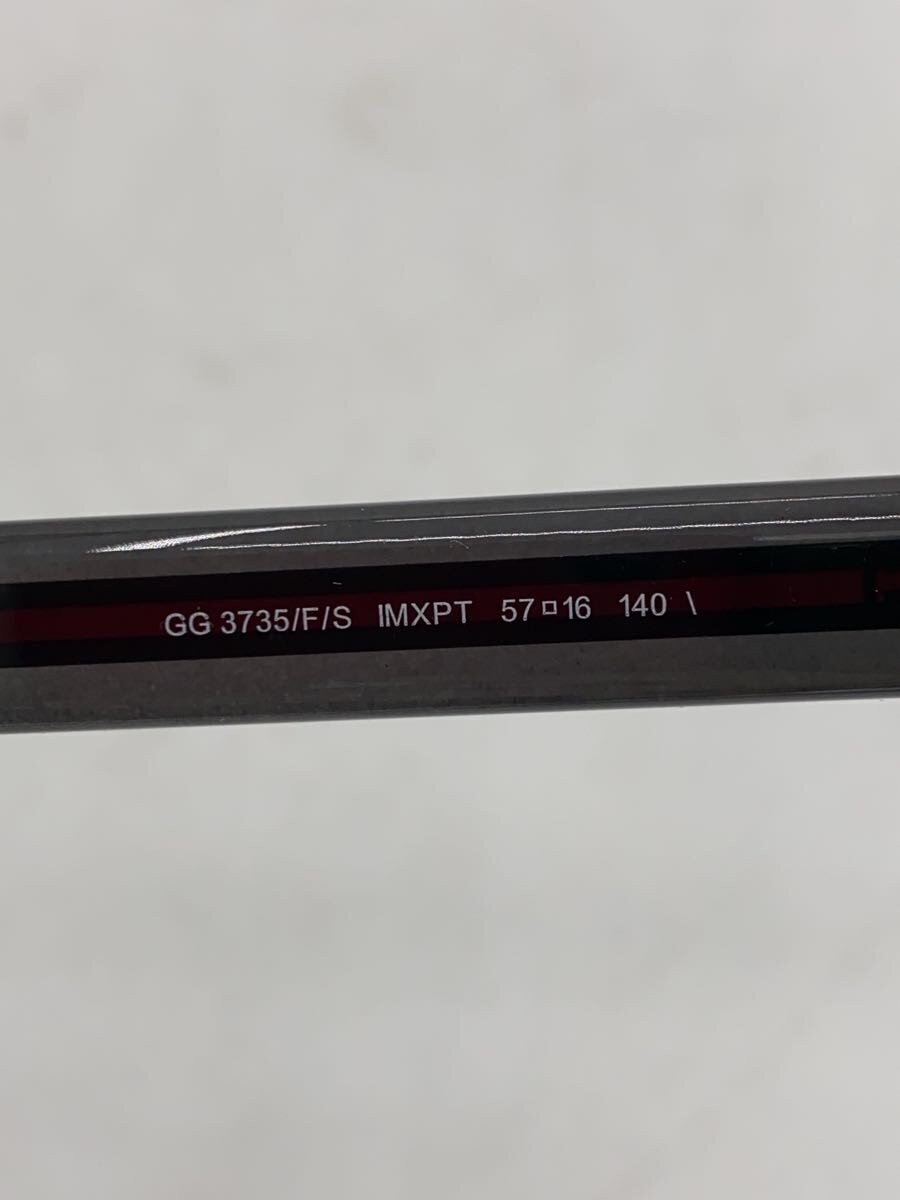 GG 3735/F/S IMXPT 57□16 140 \